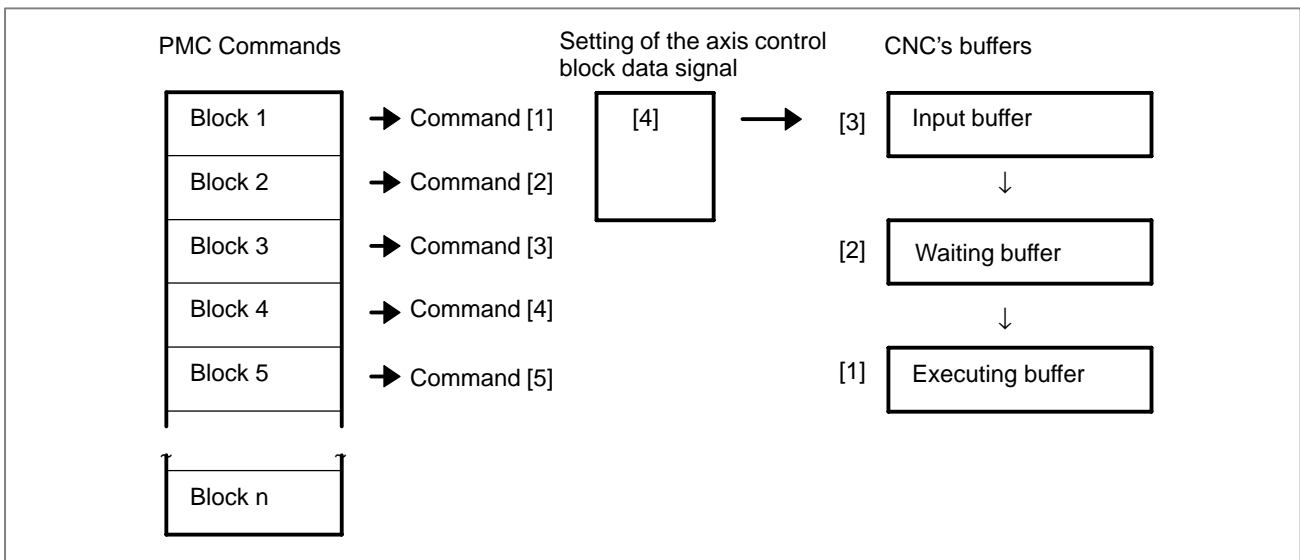 PMC Commands
Setting of the axis control
block data signal
CNC's buffers
Block 1
Command [1]
[4]
[3]
Input buffer
Block 2
Command [2]
↓
Block 3
Command [3]
[2]
Waiting buffer
Block 4
Command [4]
↓
Block 5
Command [5]
[1]
Executing buffer
Block n